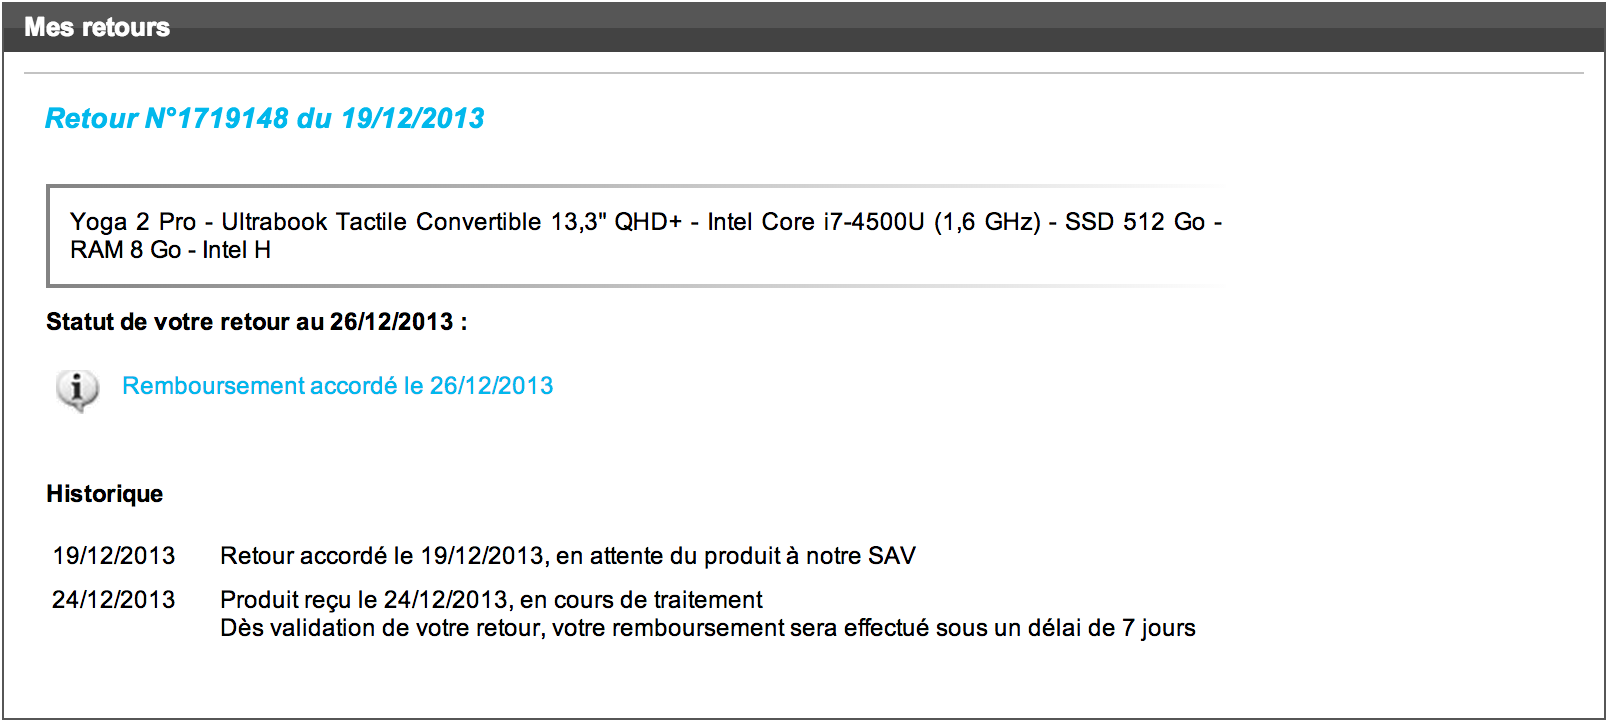 Mes retours
Retour N°1719148 du 19/12/2013
Yoga 2 Pro - Ultrabook Tactile Convertible 13,3" QHD+ - Intel Core i7-4500U (1,6 GHz) - SSD 512 Go -
RAM 8 Go - Intel H
Statut de votre retour au 26/12/2013 :
Remboursement accordé le 26/12/2013
Historique
19/12/2013 Retour accordé le 19/12/2013, en attente du produit à notre SAV
24/12/2013 Produit reçu le 24/12/2013, en cours de traitement
Dès validation de votre retour, votre remboursement sera effectué sous un délai de 7 jours